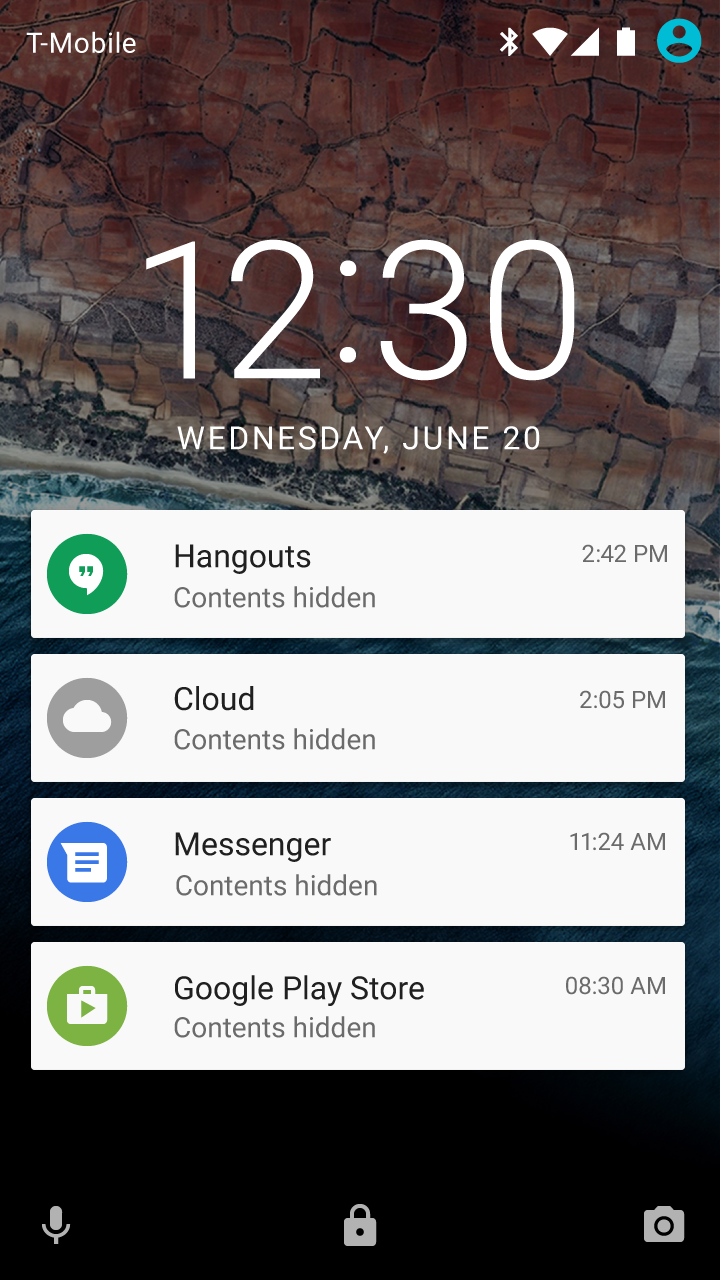 T-Mobile
12:30
WEDNESDAY, JUNE 20
Hangouts 2:42 PM
Contents hidden
Cloud 2:05 PM
Contents hidden
Messenger 11:24 AM
Contents hidden
Google Play Store 08:30 AM
Contents hidden